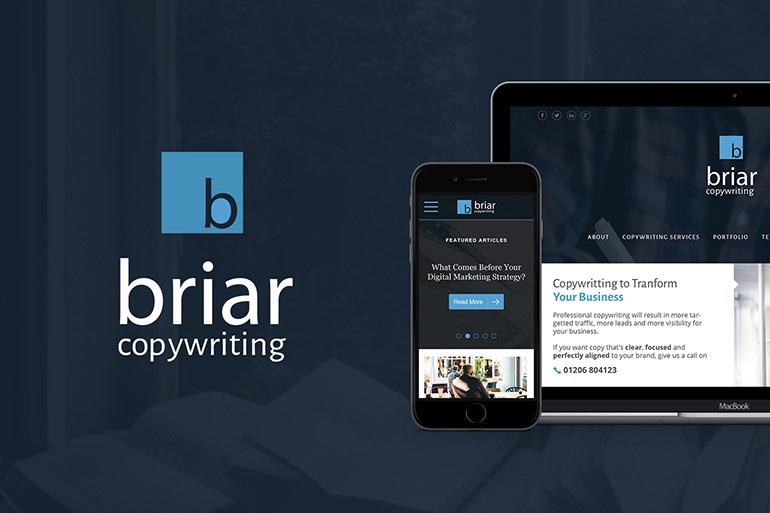 b
briar
copywriting
b briar
copywriting
FEATURED ARTICLES
What Comes Before Your
Digital Marketing Strategy?
Read More
b
briar
copywriting
ABOUT COPYWRITING SERVICES PORTFOLIO TE
Copywritting to Tranform
Your Business
Professional copywriting will result in more tar-
getted traffic, more leads and more visibility for
your business.
If you want copy that's clear, focused and
perfectly aligned to your brand, give us a call on
01206 804123
MacBook